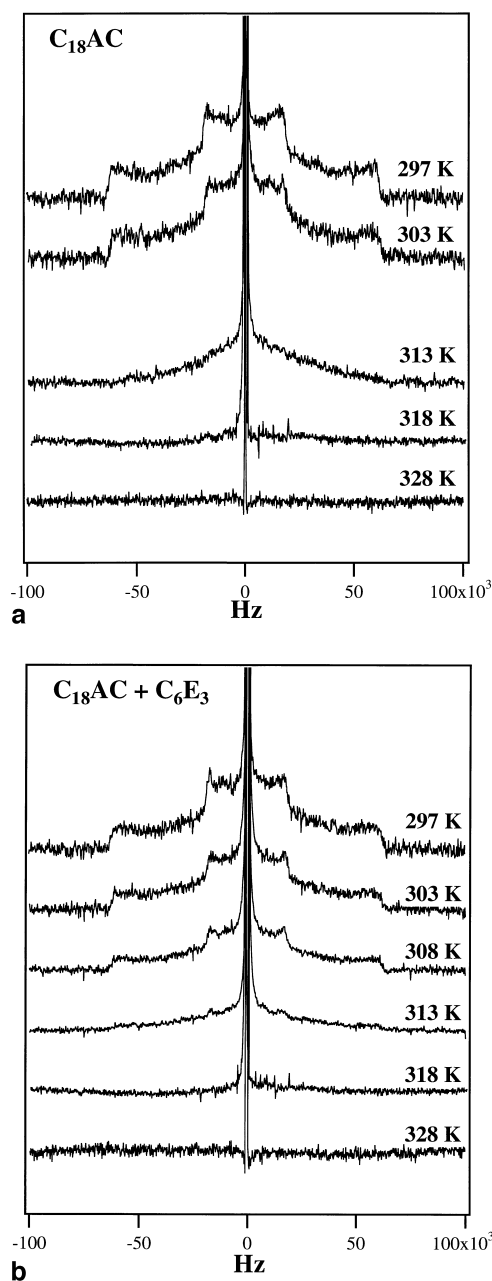 C₁₈AC
297 K
303 K
313 K
318 K
328 K
-100 -50 0 50 100x10³
Hz
a
C₁₈AC + C₆E₃
297 K
303 K
308 K
313 K
318 K
328 K
-100 -50 0 50 100x10³
Hz
b